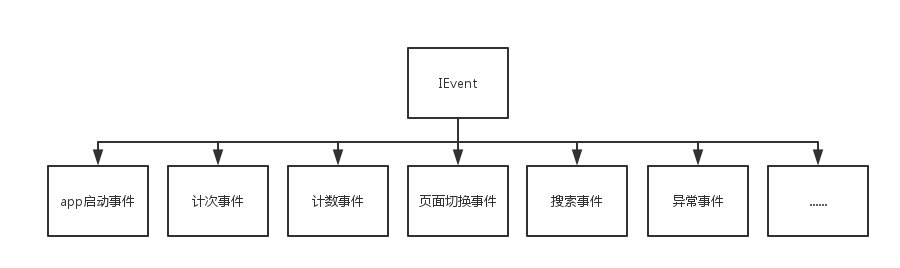 IEvent
app启动事件
计次事件
计数事件
页面切换事件
搜索事件
异常事件
......